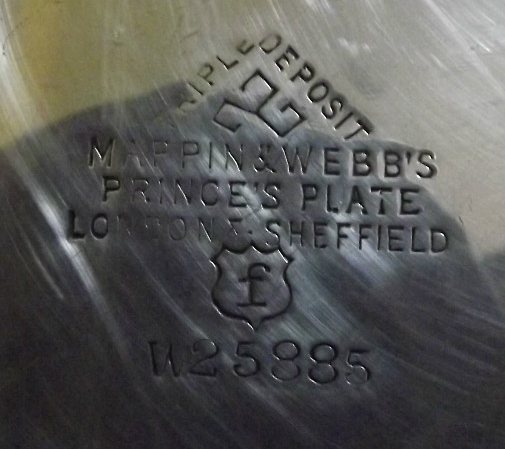 TRIPLE DEPOSIT
MAPPIN & WEBB'S
PRINCE'S PLATE
LONDON & SHEFFIELD
f
W25885